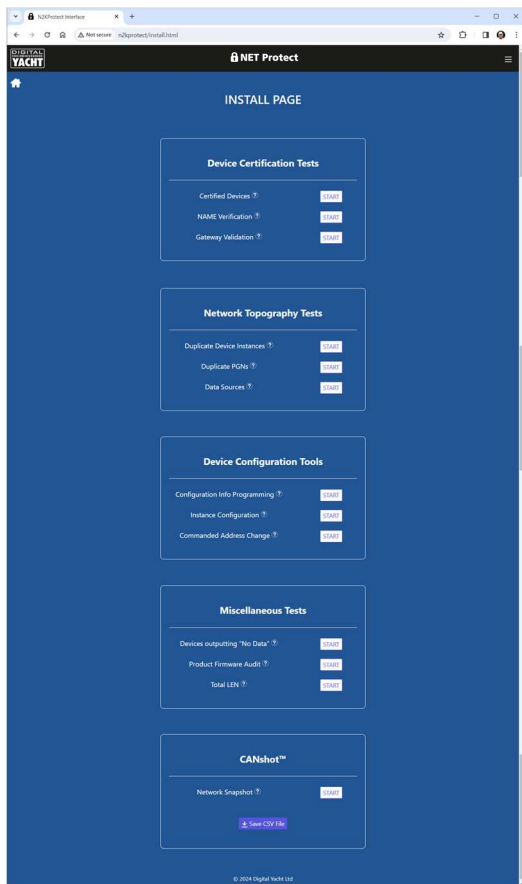 N2KProtect Interface
Not secure n2kprotect/install.html
DIGITAL
YACHT
NET Protect
INSTALL PAGE
Device Certification Tests
Certified Devices ? START
NAME Verification ? START
Gateway Validation ? START
Network Topography Tests
Duplicate Device Instances ? START
Duplicate PGNs ? START
Data Sources ? START
Device Configuration Tools
Configuration Info Programming ? START
Instance Configuration ? START
Commanded Address Change ? START
Miscellaneous Tests
Devices outputting "No Data" ? START
Product Firmware Audit ? START
Total LEN ? START
CANshot™
Network Snapshot ? START
Save CSV File
© 2024 Digital Yacht Ltd